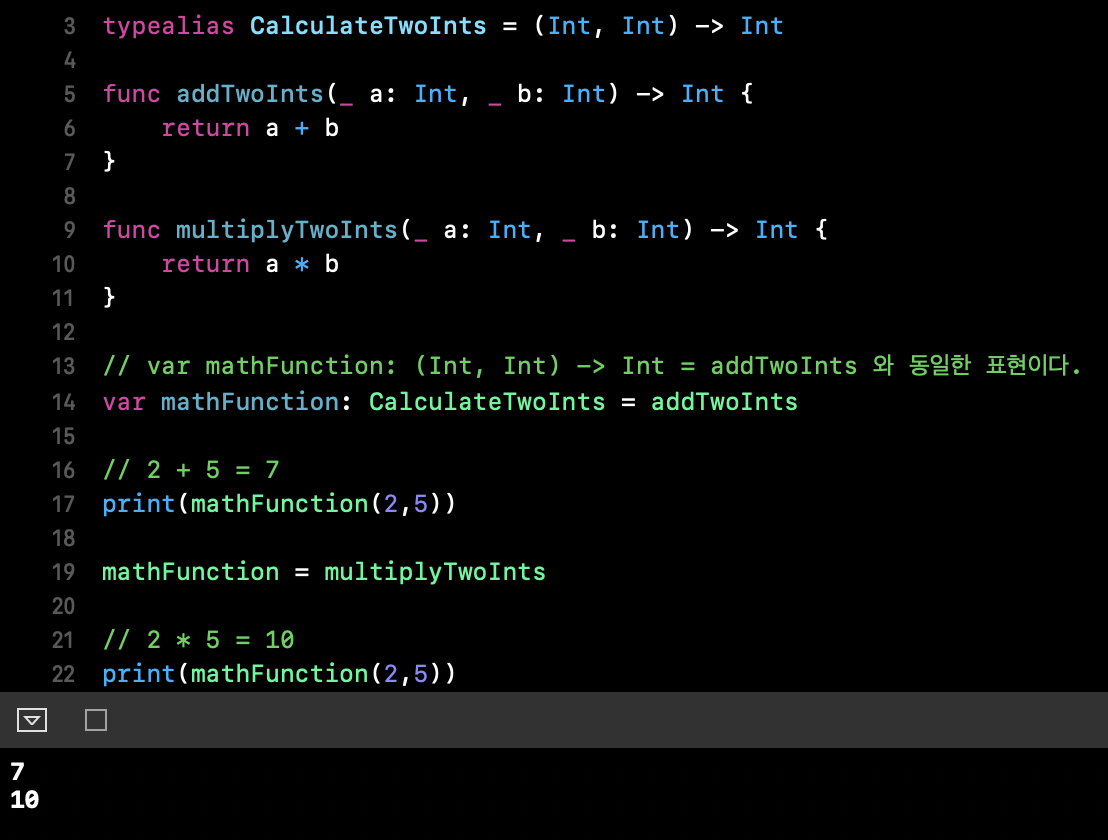 3 typealias CalculateTwoInts = (Int, Int) -> Int
4
5 func addTwoInts(_ a: Int, _ b: Int) -> Int {
6     return a + b
7 }
8
9 func multiplyTwoInts(_ a: Int, _ b: Int) -> Int {
10     return a * b
11 }
12
13 // var mathFunction: (Int, Int) -> Int = addTwoInts 와 동일한 표현이다.
14 var mathFunction: CalculateTwoInts = addTwoInts
15
16 // 2 + 5 = 7
17 print(mathFunction(2,5))
18
19 mathFunction = multiplyTwoInts
20
21 // 2 * 5 = 10
22 print(mathFunction(2,5))
7
10